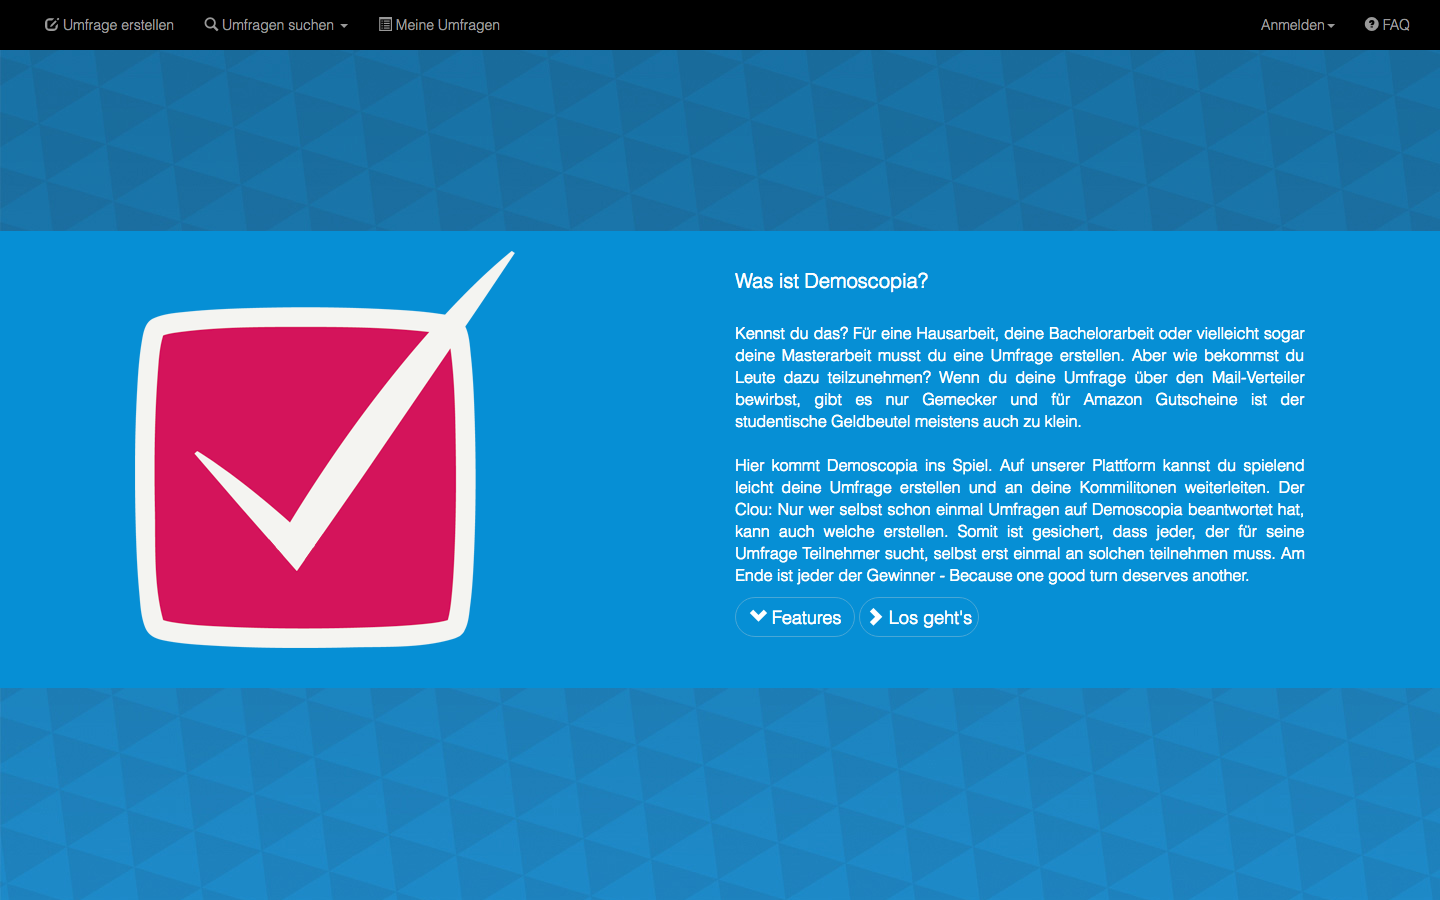 Umfrage erstellen Umfragen suchen Meine Umfragen Anmelden FAQ
Was ist Demoscopia?
Kennst du das? Für eine Hausarbeit, deine Bachelorarbeit oder vielleicht sogar
deine Masterarbeit musst du eine Umfrage erstellen. Aber wie bekommst du
Leute dazu teilzunehmen? Wenn du deine Umfrage über den Mail-Verteiler
bewirbst, gibt es nur Gemecker und für Amazon Gutscheine ist der
studentische Geldbeutel meistens auch zu klein.
Hier kommt Demoscopia ins Spiel. Auf unserer Plattform kannst du spielend
leicht deine Umfrage erstellen und an deine Kommilitonen weiterleiten. Der
Clou: Nur wer selbst schon einmal Umfragen auf Demoscopia beantwortet hat,
kann auch welche erstellen. Somit ist gesichert, dass jeder, der für seine
Umfrage Teilnehmer sucht, selbst erst einmal an solchen teilnehmen muss. Am
Ende ist jeder der Gewinner - Because one good turn deserves another.
Features Los geht's